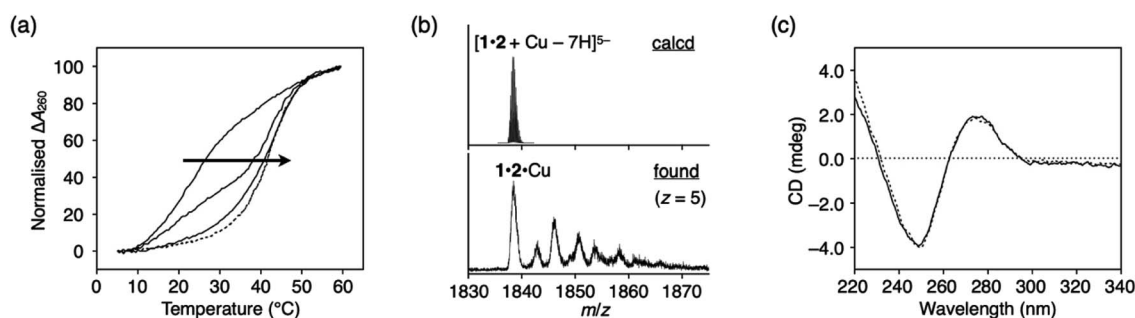 (a)
Normalised ΔA260
100
80
60
40
20
0
0 10 20 30 40 50 60
Temperature (°C)
(b)
[1•2 + Cu – 7H]5–
calcd
1•2•Cu
found
(z = 5)
1830 1840 1850 1860 1870
m/z
(c)
CD (mdeg)
4.0
2.0
0.0
–2.0
–4.0
220 240 260 280 300 320 340
Wavelength (nm)